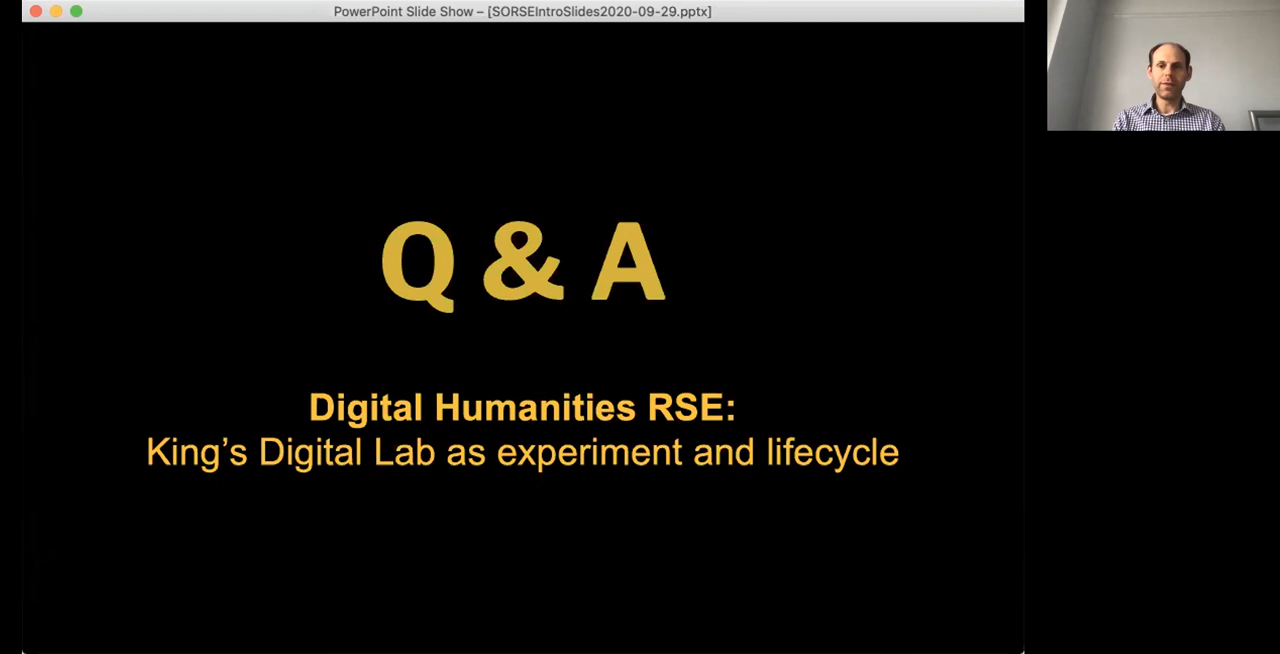 PowerPoint Slide Show – [SORSEIntroSlides2020-09-29.pptx]
Q & A
Digital Humanities RSE:
King’s Digital Lab as experiment and lifecycle